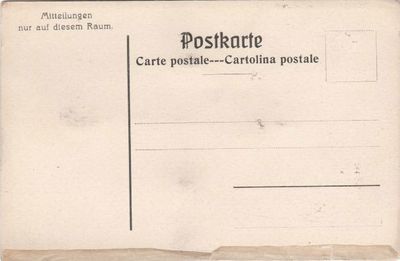 Mitteilungen
nur auf diesem Raum.
Postkarte
Carte postale---Cartolina postale